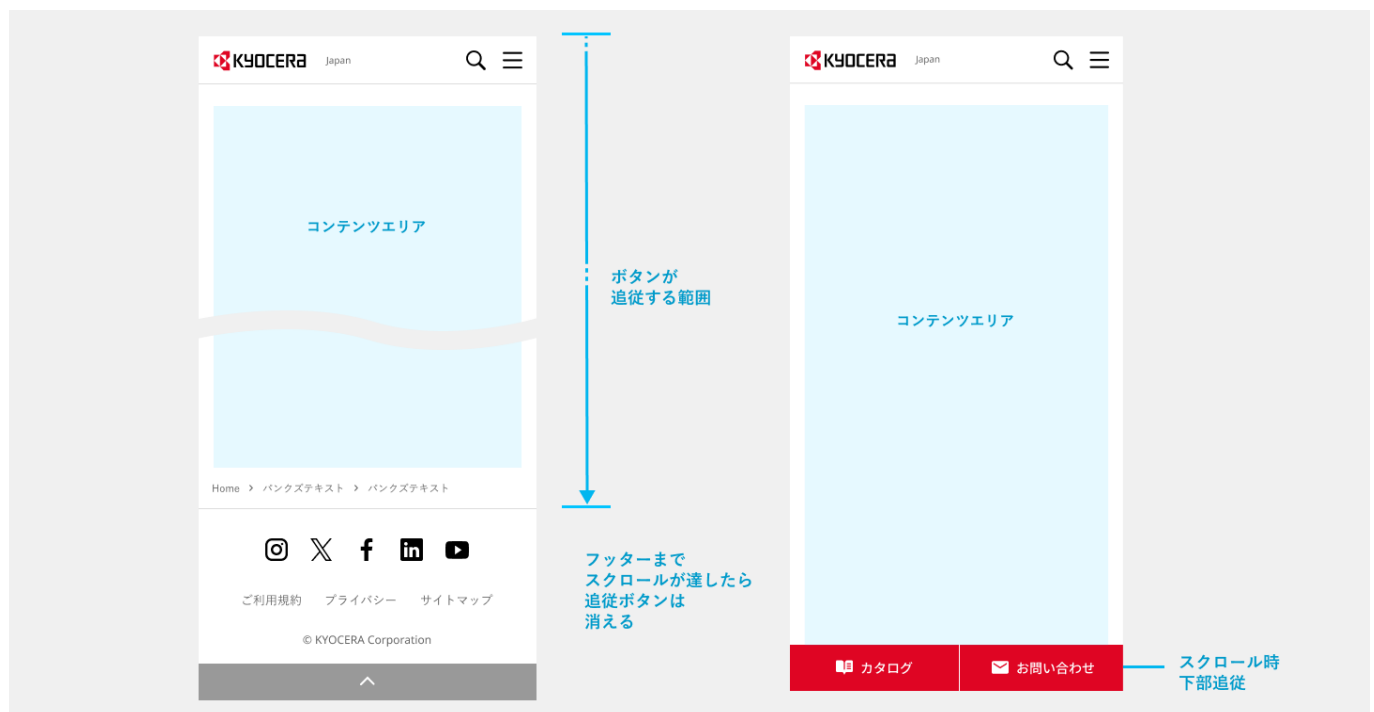 KYOCERA Japan
コンテンツエリア
Home > パンクズテキスト > パンクズテキスト
in
ご利用規約 プライバシー サイトマップ
© KYOCERA Corporation
ボタンが
追従する範囲
フッターまで
スクロールが達したら
追従ボタンは
消える
KYOCERA Japan
コンテンツエリア
カタログ お問い合わせ
スクロール時
下部追従